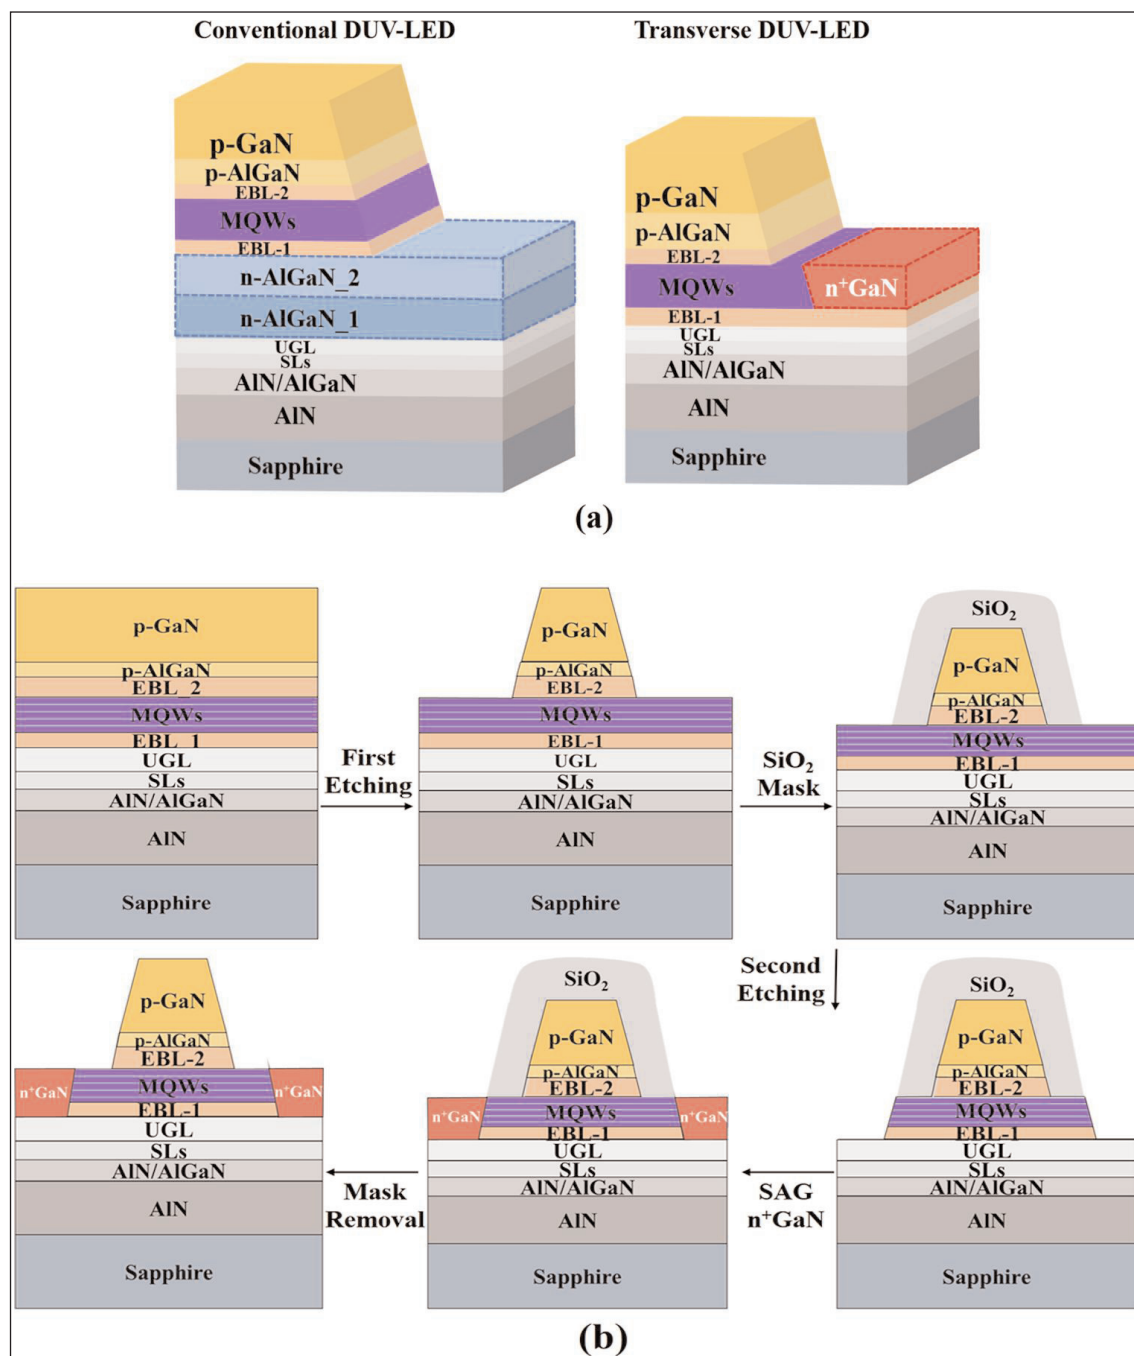 Conventional DUV-LED
Transverse DUV-LED
p-GaN
p-AlGaN
EBL-2
MQWs
EBL-1
n-AlGaN_2
n-AlGaN_1
UGL
SLs
AlN/AlGaN
AlN
Sapphire
p-GaN
p-AlGaN
EBL-2
MQWs
n⁺GaN
EBL-1
UGL
SLs
AlN/AlGaN
AlN
Sapphire
(a)
p-GaN
p-AlGaN
EBL_2
MQWs
EBL_1
UGL
SLs
AlN/AlGaN
AlN
Sapphire
First
Etching
p-GaN
p-AlGaN
EBL-2
MQWs
EBL-1
UGL
SLs
AlN/AlGaN
AlN
Sapphire
SiO₂
Mask
SiO₂
p-GaN
p-AlGaN
EBL-2
MQWs
EBL-1
UGL
SLs
AlN/AlGaN
AlN
Sapphire
Second
Etching
SiO₂
p-GaN
p-AlGaN
EBL-2
MQWs
EBL-1
UGL
SLs
AlN/AlGaN
AlN
Sapphire
SAG
n⁺GaN
SiO₂
p-GaN
p-AlGaN
EBL-2
n⁺GaN MQWs n⁺GaN
EBL-1
UGL
SLs
AlN/AlGaN
AlN
Sapphire
Mask
Removal
p-GaN
p-AlGaN
EBL-2
n⁺GaN MQWs n⁺GaN
EBL-1
UGL
SLs
AlN/AlGaN
AlN
Sapphire
(b)